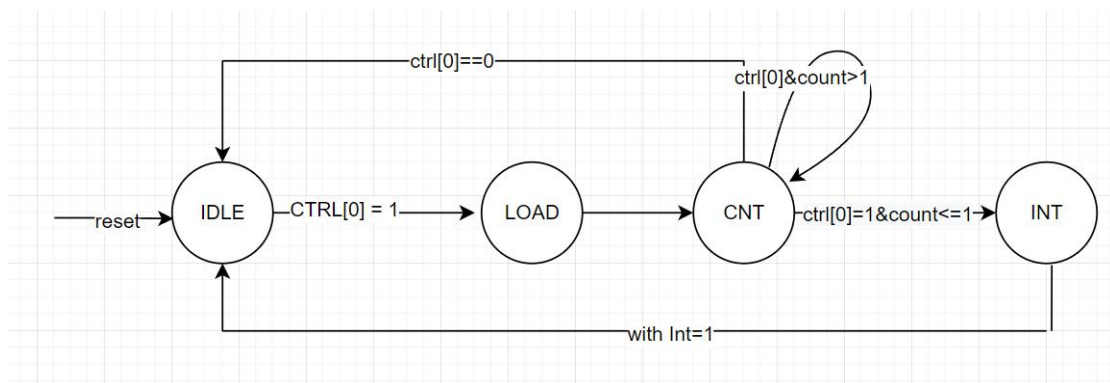 ctrl[0]==0
ctrl[0]&count>1
reset
IDLE
CTRL[0] = 1
LOAD
CNT
ctrl[0]=1&count<=1
INT
with Int=1